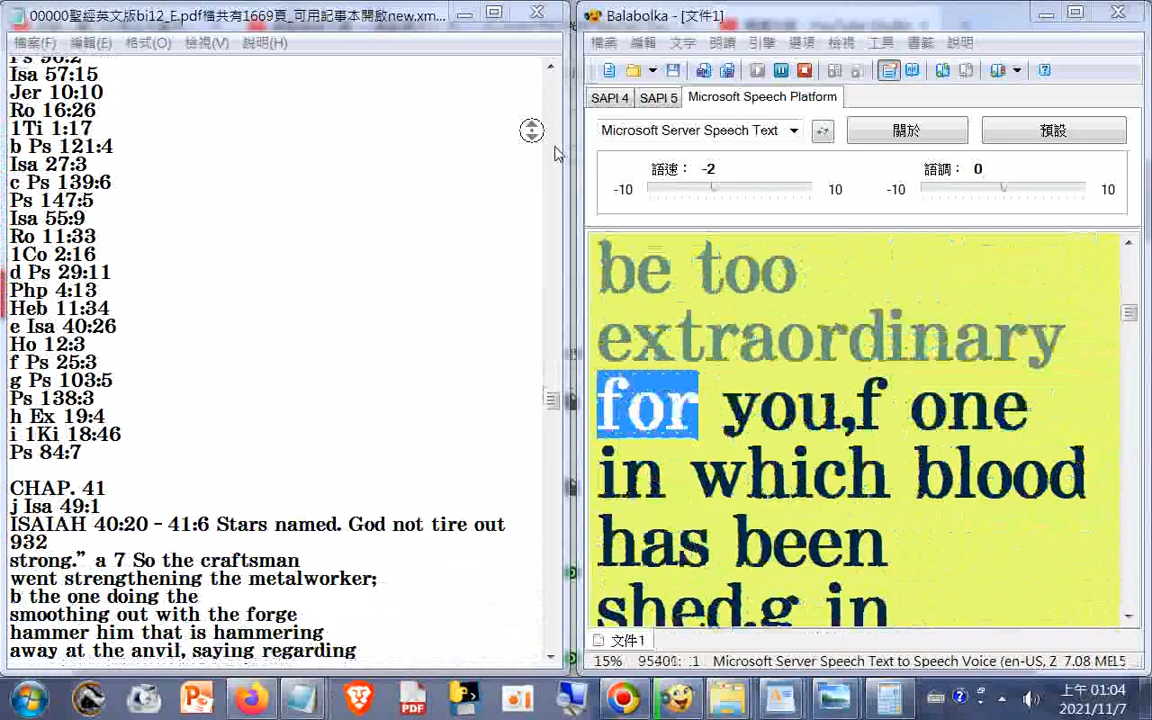 00000聖經英文版bi12_E.pdf檔共有1669頁_可用記事本開啟new.xm...
檔案(F) 編輯(E) 格式(O) 檢視(V) 說明(H)
Ps 90:2
Isa 57:15
Jer 10:10
Ro 16:26
1Ti 1:17
b Ps 121:4
Isa 27:3
c Ps 139:6
Ps 147:5
Isa 55:9
Ro 11:33
1Co 2:16
d Ps 29:11
Php 4:13
Heb 11:34
e Isa 40:26
Ho 12:3
f Ps 25:3
g Ps 103:5
Ps 138:3
h Ex 19:4
i 1Ki 18:46
Ps 84:7
CHAP. 41
j Isa 49:1
ISAIAH 40:20 - 41:6 Stars named. God not tire out
932
strong.” a 7 So the craftsman
went strengthening the metalworker;
b the one doing the
smoothing out with the forge
hammer him that is hammering
away at the anvil, saying regarding
Balabolka - [文件1]
檔案 編輯 文字 朗讀 引擎 選項 檢視 工具 書籤 說明
SAPI 4 SAPI 5 Microsoft Speech Platform
Microsoft Server Speech Text 關於 預設
語速： -2 語調： 0
-10 10 -10 10
be too
extraordinary
for you,f one
in which blood
has been
shed,g in
文件1
15% Microsoft Server Speech Text to Speech Voice (en-US, Z
PDF
上午 01:04
2021/11/7